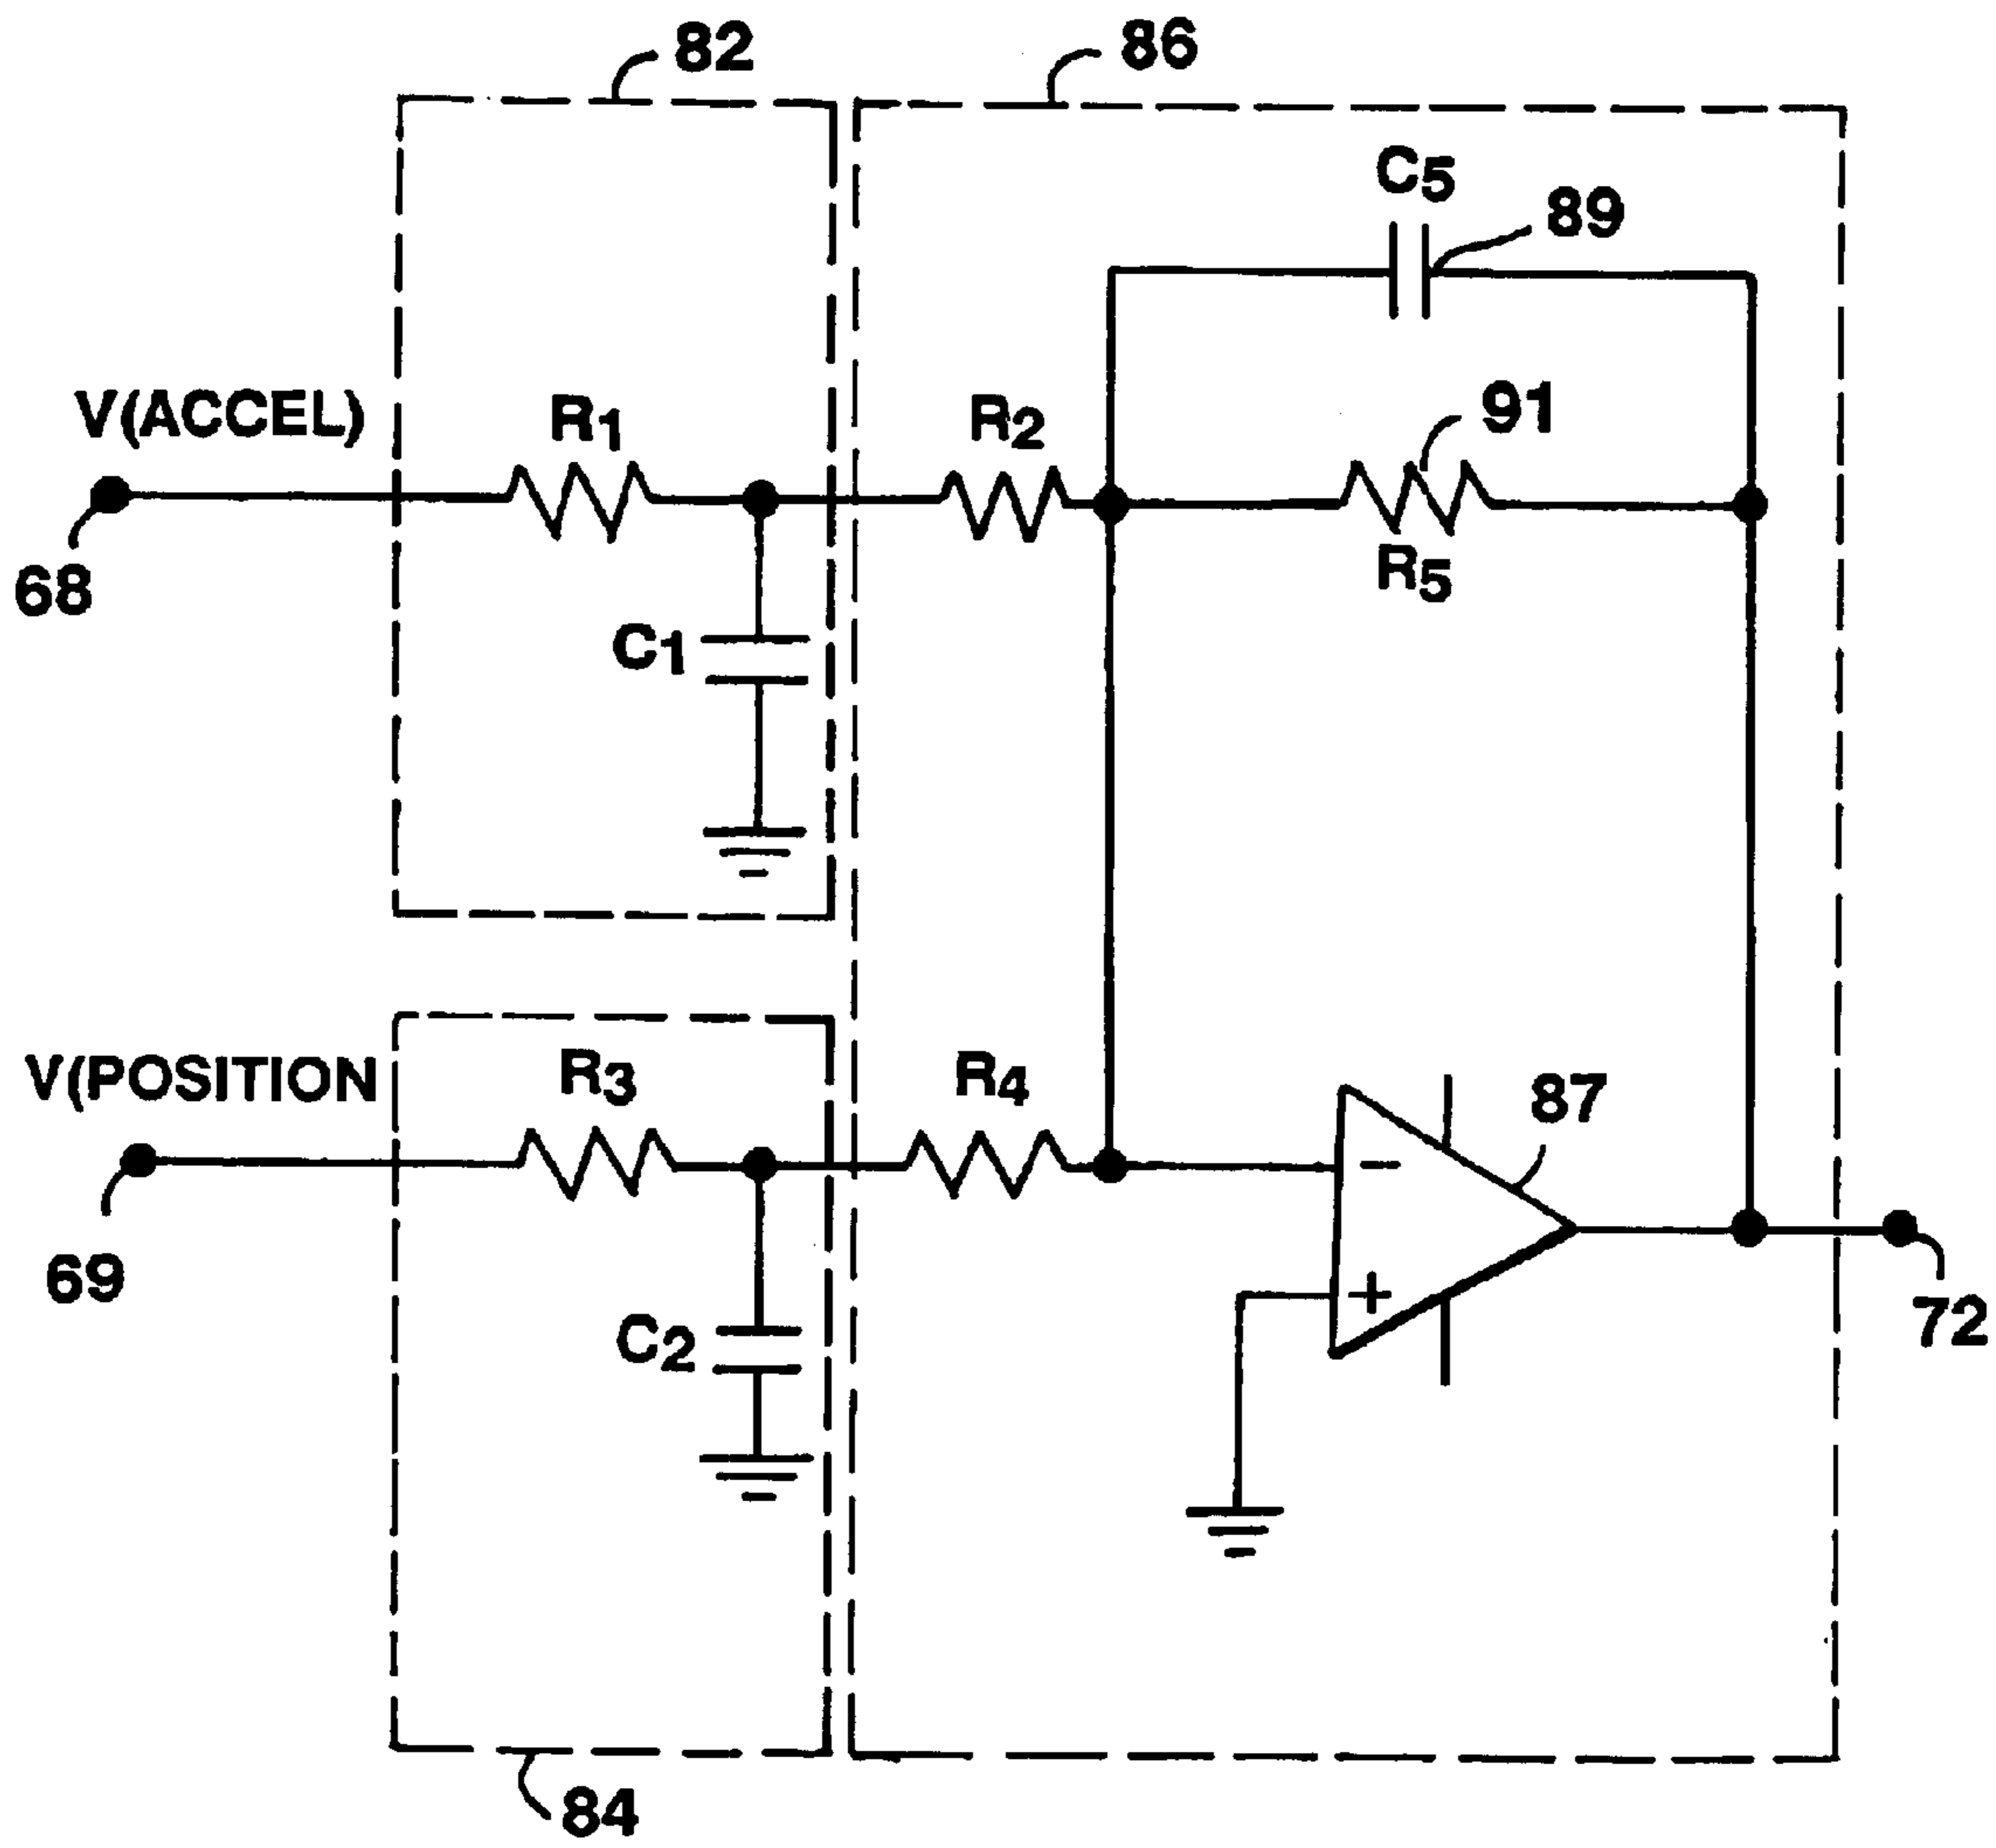 82
86
C5
89
V(ACCEL)
R1
R2
91
68
R5
C1
V(POSITION
R3
R4
87
-
+
69
C2
72
84